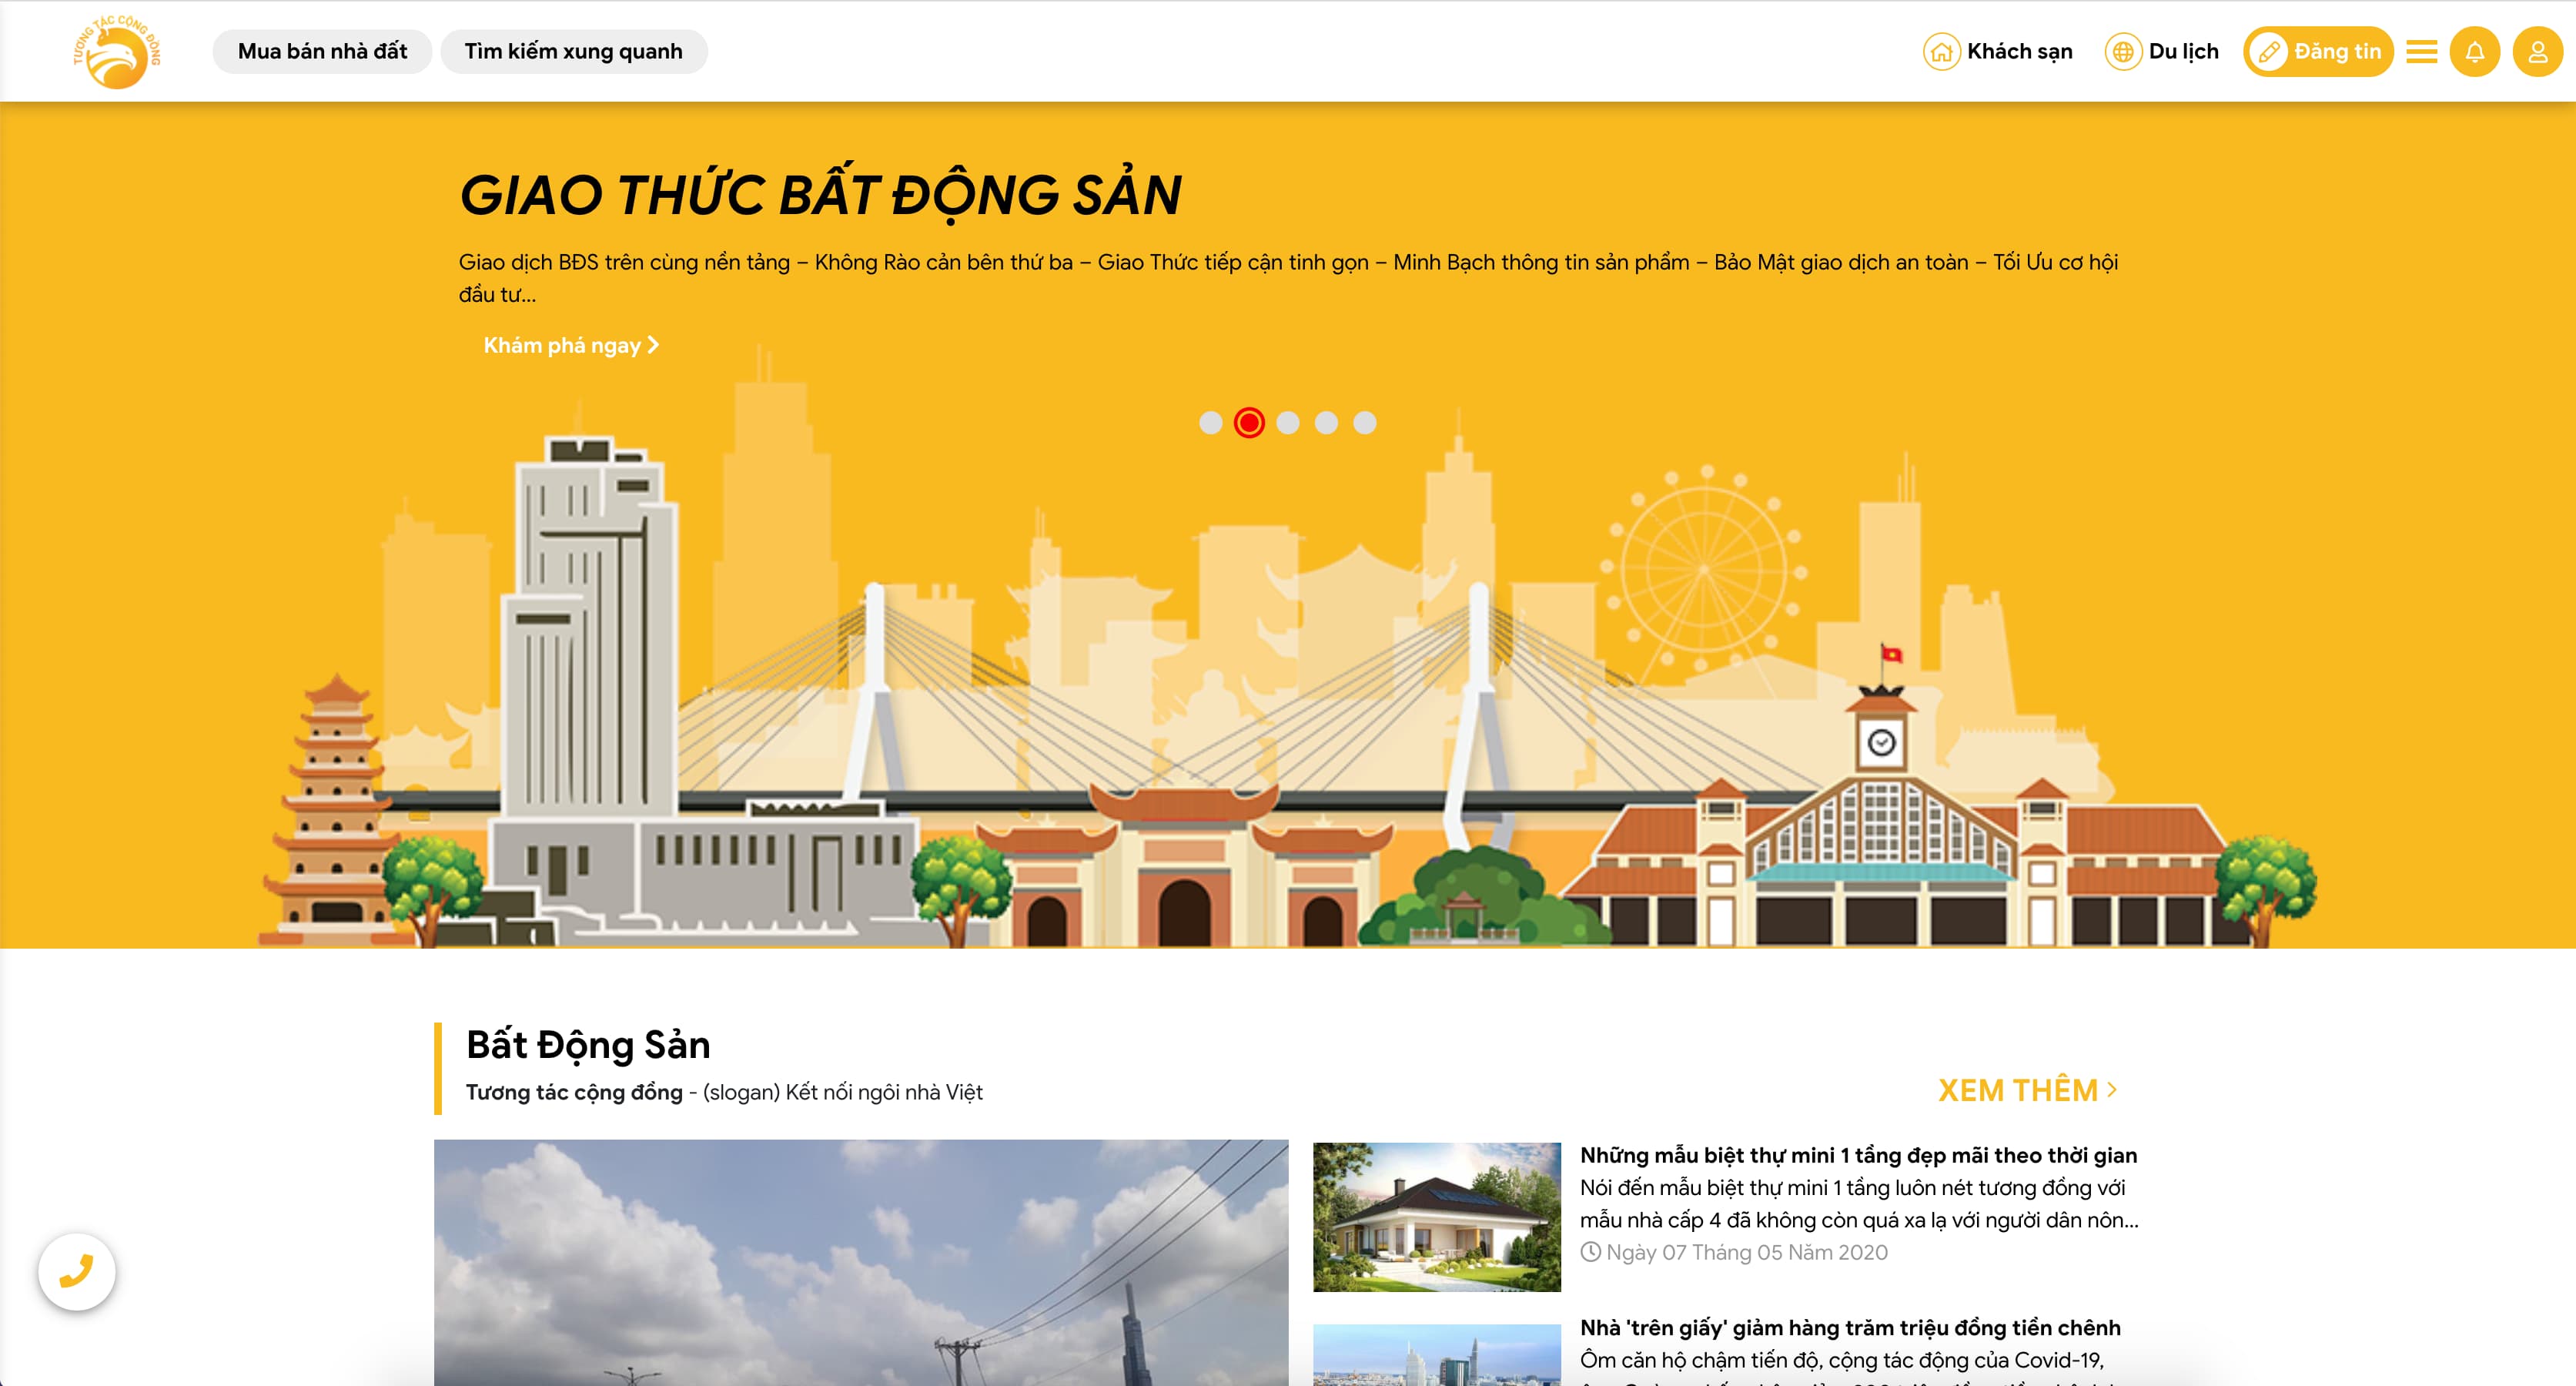 TƯƠNG TÁC CỘNG ĐỒNG
Mua bán nhà đất
Tìm kiếm xung quanh
Khách sạn
Du lịch
Đăng tin
GIAO THỨC BẤT ĐỘNG SẢN
Giao dịch BĐS trên cùng nền tảng – Không Rào cản bên thứ ba – Giao Thức tiếp cận tinh gọn – Minh Bạch thông tin sản phẩm – Bảo Mật giao dịch an toàn – Tối Ưu cơ hội
đầu tư...
Khám phá ngay
Bất Động Sản
Tương tác cộng đồng - (slogan) Kết nối ngôi nhà Việt
XEM THÊM
Những mẫu biệt thự mini 1 tầng đẹp mãi theo thời gian
Nói đến mẫu biệt thự mini 1 tầng luôn nét tương đồng với
mẫu nhà cấp 4 đã không còn quá xa lạ với người dân nôn...
Ngày 07 Tháng 05 Năm 2020
Nhà 'trên giấy' giảm hàng trăm triệu đồng tiền chênh
Ôm căn hộ chậm tiến độ, cộng tác động của Covid-19,